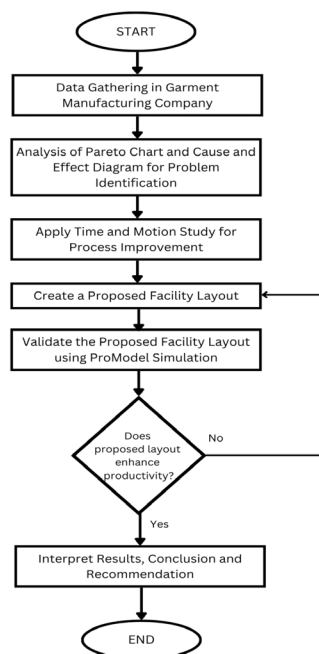 START
Data Gathering in Garment
Manufacturing Company
Analysis of Pareto Chart and Cause and
Effect Diagram for Problem
Identification
Apply Time and Motion Study for
Process Improvement
Create a Proposed Facility Layout
Validate the Proposed Facility Layout
using ProModel Simulation
Does
proposed layout
enhance
productivity?
No
Yes
Interpret Results, Conclusion and
Recommendation
END